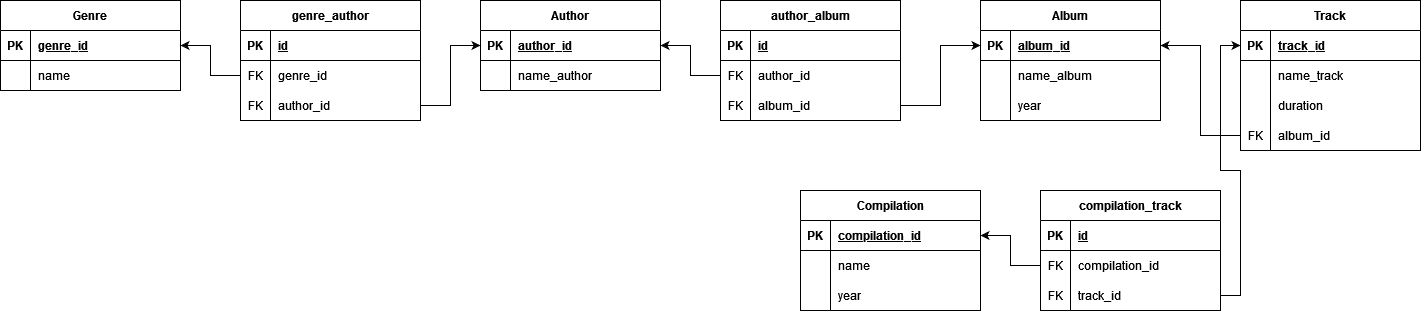 Genre
PK genre_id
name
genre_author
PK id
FK genre_id
FK author_id
Author
PK author_id
name_author
author_album
PK id
FK author_id
FK album_id
Album
PK album_id
name_album
year
Track
PK track_id
name_track
duration
FK album_id
Compilation
PK compilation_id
name
year
compilation_track
PK id
FK compilation_id
FK track_id